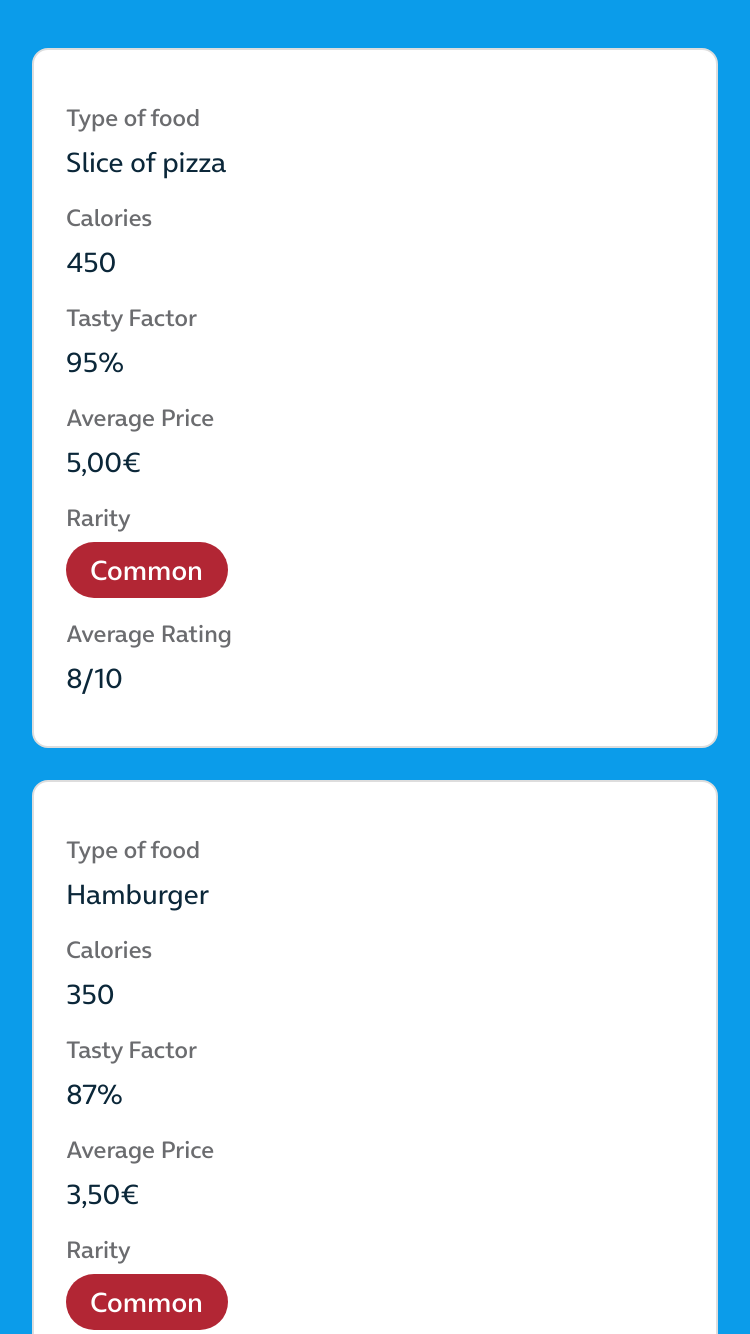 Type of food
Slice of pizza
Calories
450
Tasty Factor
95%
Average Price
5,00€
Rarity
Common
Average Rating
8/10
Type of food
Hamburger
Calories
350
Tasty Factor
87%
Average Price
3,50€
Rarity
Common